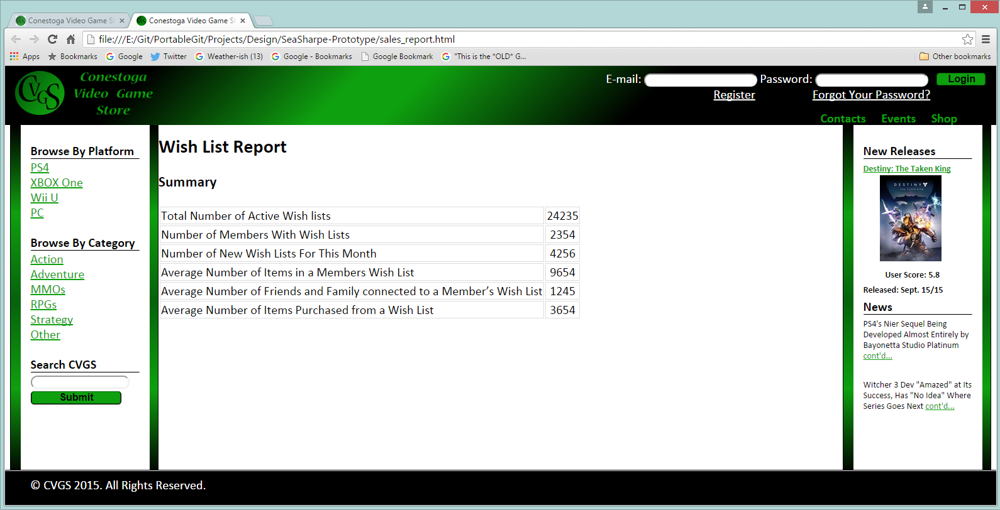 Conestoga Video Game St
Conestoga Video Game St
file:///E:/Git/PortableGit/Projects/Design/SeaSharpe-Prototype/sales_report.html
Apps Bookmarks Google Twitter Weather-ish (13) Google - Bookmarks Google Bookmark "This is the *OLD* G... Other bookmarks
CVGS
Conestoga
Video Game
Store
E-mail: Password: Login
Register Forgot Your Password?
Contacts Events Shop
Browse By Platform
PS4
XBOX One
Wii U
PC
Browse By Category
Action
Adventure
MMOs
RPGs
Strategy
Other
Search CVGS
Submit
Wish List Report
Summary
Total Number of Active Wish lists 24235
Number of Members With Wish Lists 2354
Number of New Wish Lists For This Month 4256
Average Number of Items in a Members Wish List 9654
Average Number of Friends and Family connected to a Member’s Wish List 1245
Average Number of Items Purchased from a Wish List 3654
New Releases
Destiny: The Taken King
DESTINY
THE TAKEN KING
User Score: 5.8
Released: Sept. 15/15
News
PS4's Nier Sequel Being
Developed Almost Entirely by
Bayonetta Studio Platinum
cont'd...
Witcher 3 Dev "Amazed" at Its
Success, Has "No Idea" Where
Series Goes Next cont'd...
© CVGS 2015. All Rights Reserved.